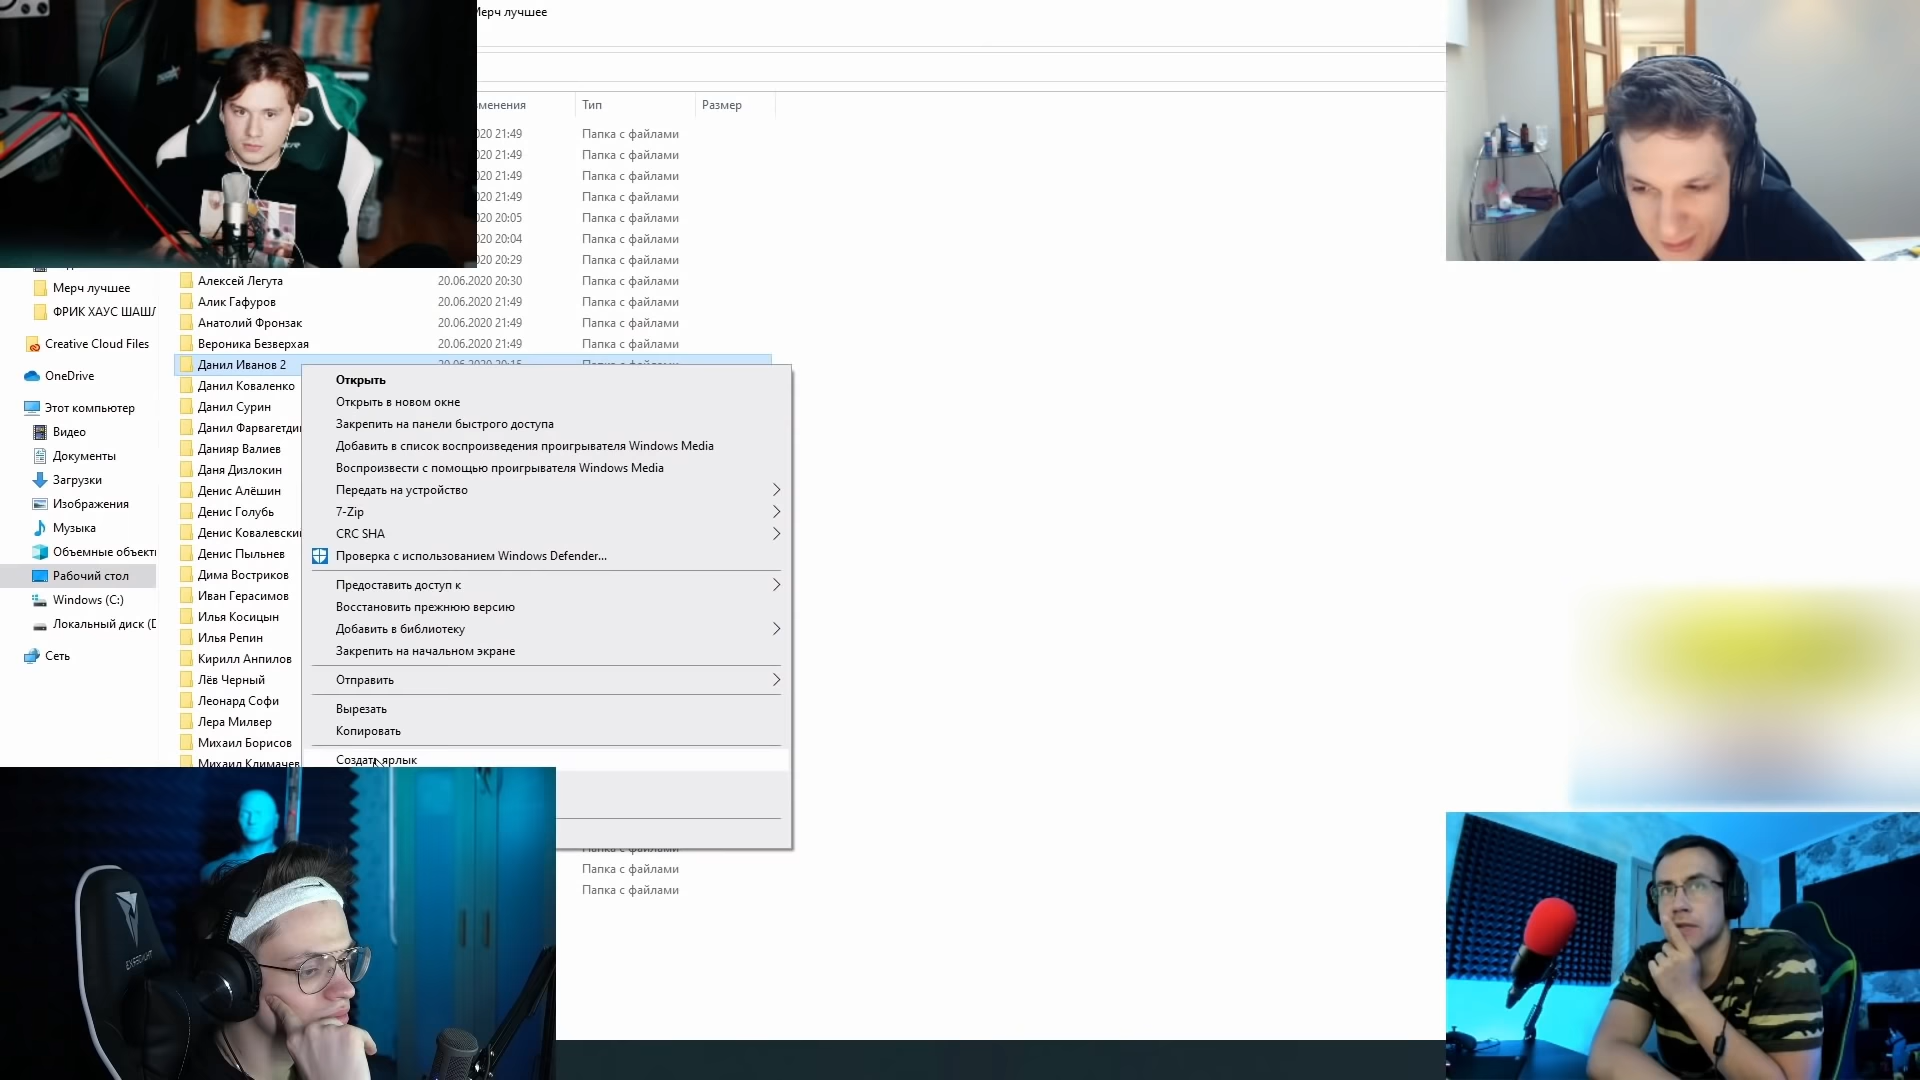 Мерч лучшее
Тип
Размер
20 21:49
Папка с файлами
20 21:49
Папка с файлами
20 21:49
Папка с файлами
20 21:49
Папка с файлами
20 20:05
Папка с файлами
20 20:04
Папка с файлами
20 20:29
Папка с файлами
Алексей Легута
20.06.2020 20:30
Папка с файлами
Алик Гафуров
20.06.2020 21:49
Папка с файлами
Анатолий Фронзак
20.06.2020 21:49
Папка с файлами
Вероника Безверхая
20.06.2020 21:49
Папка с файлами
Данил Иванов 2
Данил Коваленко
Данил Сурин
Данил Фарвагетди
Данияр Валиев
Даня Дизлокин
Денис Алёшин
Денис Голубь
Денис Ковалевски
Денис Пыльнев
Дима Востриков
Иван Герасимов
Илья Косицын
Илья Репин
Кирилл Анпилов
Лёв Черный
Леонард Софи
Лера Милвер
Михаил Борисов
Михаил Климачев
Мерч лучшее
ФРИК ХАУС ШАШЛ
Creative Cloud Files
OneDrive
Этот компьютер
Видео
Документы
Загрузки
Изображения
Музыка
Объемные объект
Рабочий стол
Windows (C:)
Локальный диск (D
Сеть
Открыть
Открыть в новом окне
Закрепить на панели быстрого доступа
Добавить в список воспроизведения проигрывателя Windows Media
Воспроизвести с помощью проигрывателя Windows Media
Передать на устройство
7-Zip
CRC SHA
Проверка с использованием Windows Defender...
Предоставить доступ к
Восстановить прежнюю версию
Добавить в библиотеку
Закрепить на начальном экране
Отправить
Вырезать
Копировать
Создать ярлык
Папка с файлами
Папка с файлами
Папка с файлами